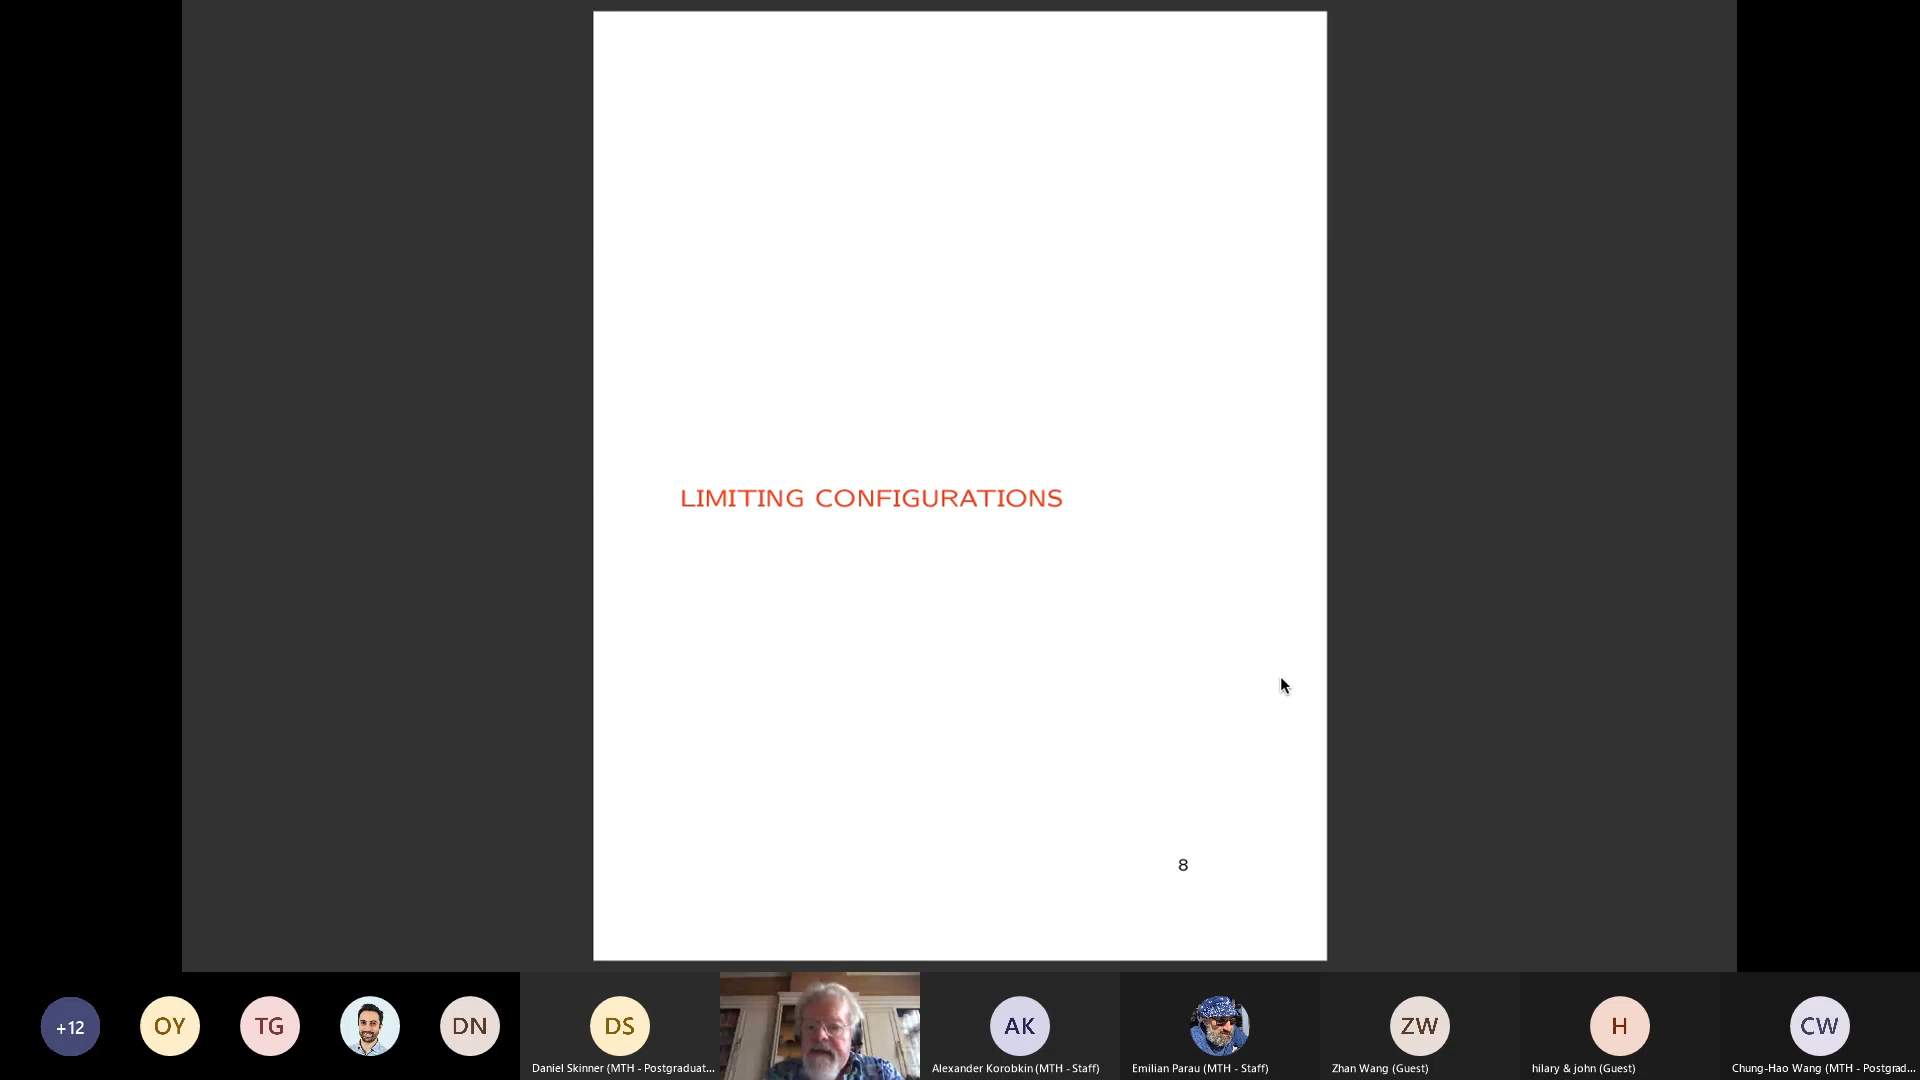 LIMITING CONFIGURATIONS
8
+12
OY
TG
DN
DS
AK
ZW
H
CW
Daniel Skinner (MTH - Postgraduat...
Alexander Korobkin (MTH - Staff)
Emilian Parau (MTH - Staff)
Zhan Wang (Guest)
hilary & john (Guest)
Chung-Hao Wang (MTH - Postgrad...